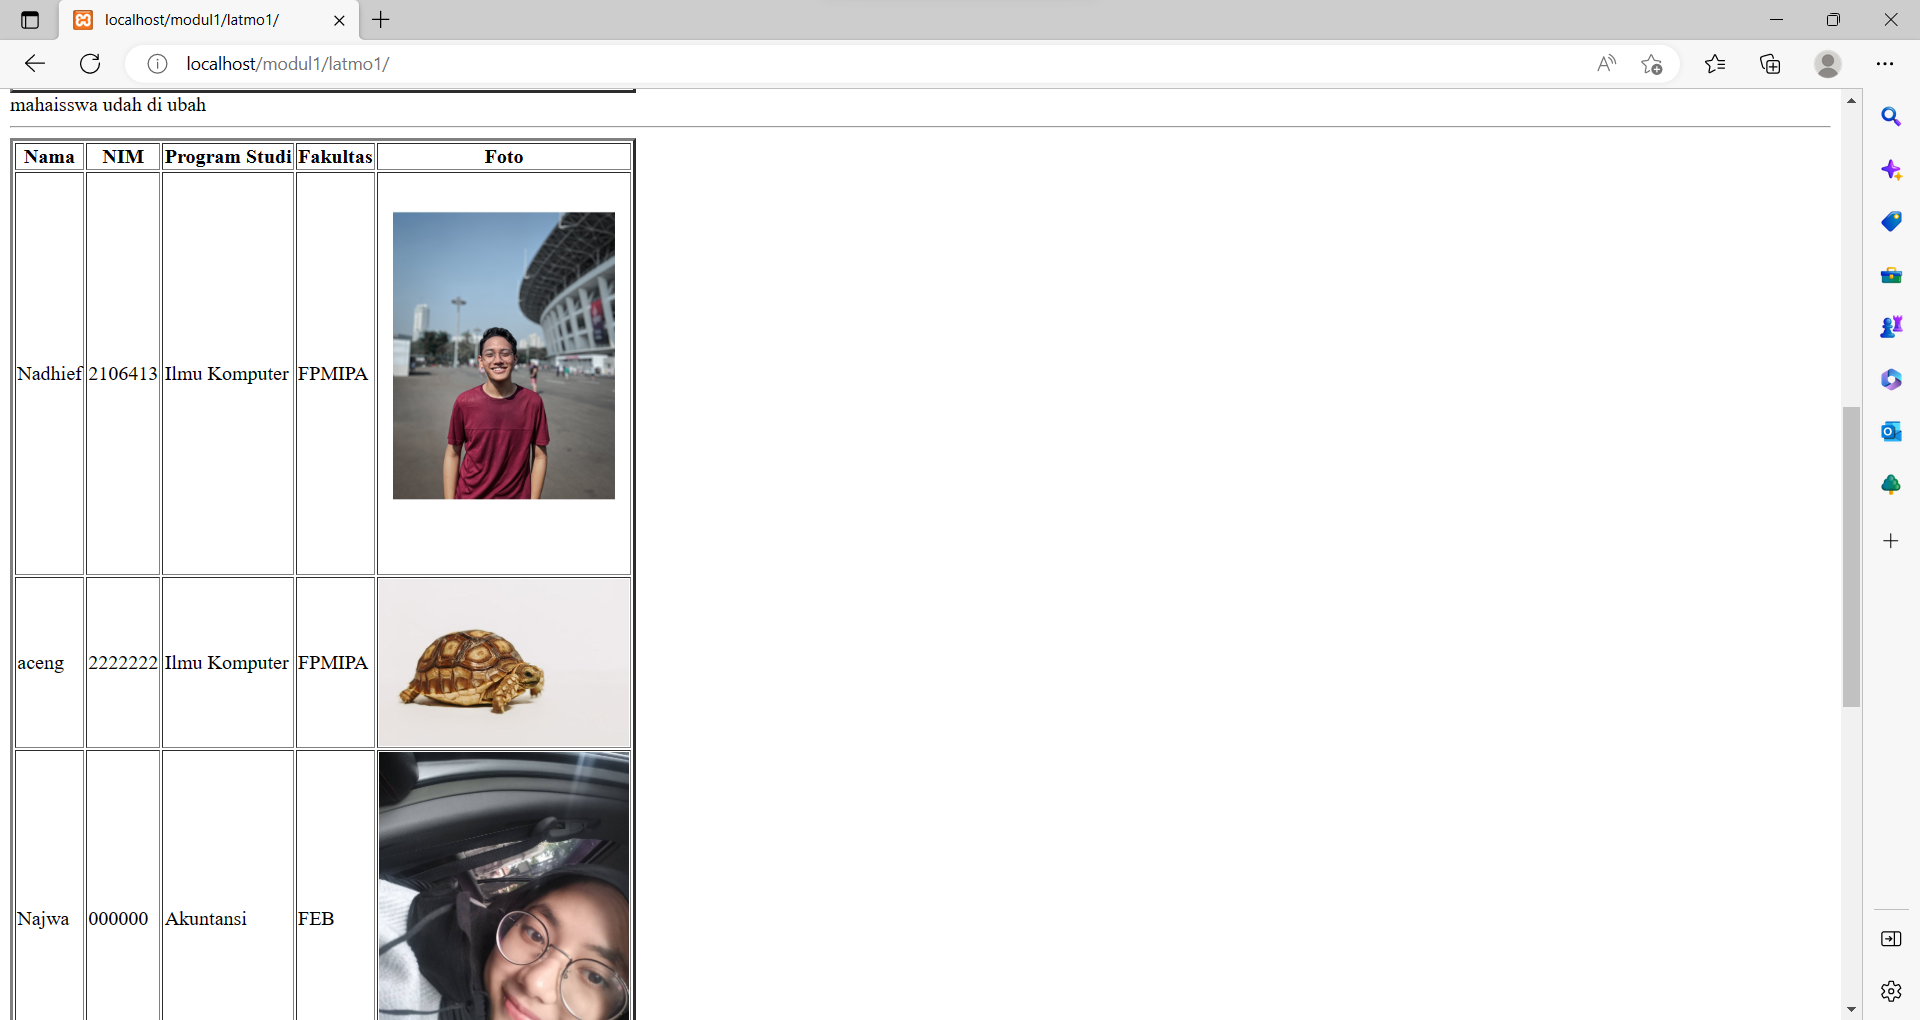 localhost/modul1/latmo1/
localhost/modul1/latmo1/
mahaisswa udah di ubah
Nama NIM Program Studi Fakultas Foto
Nadhief 2106413 Ilmu Komputer FPMIPA
aceng 2222222 Ilmu Komputer FPMIPA
Najwa 000000 Akuntansi FEB